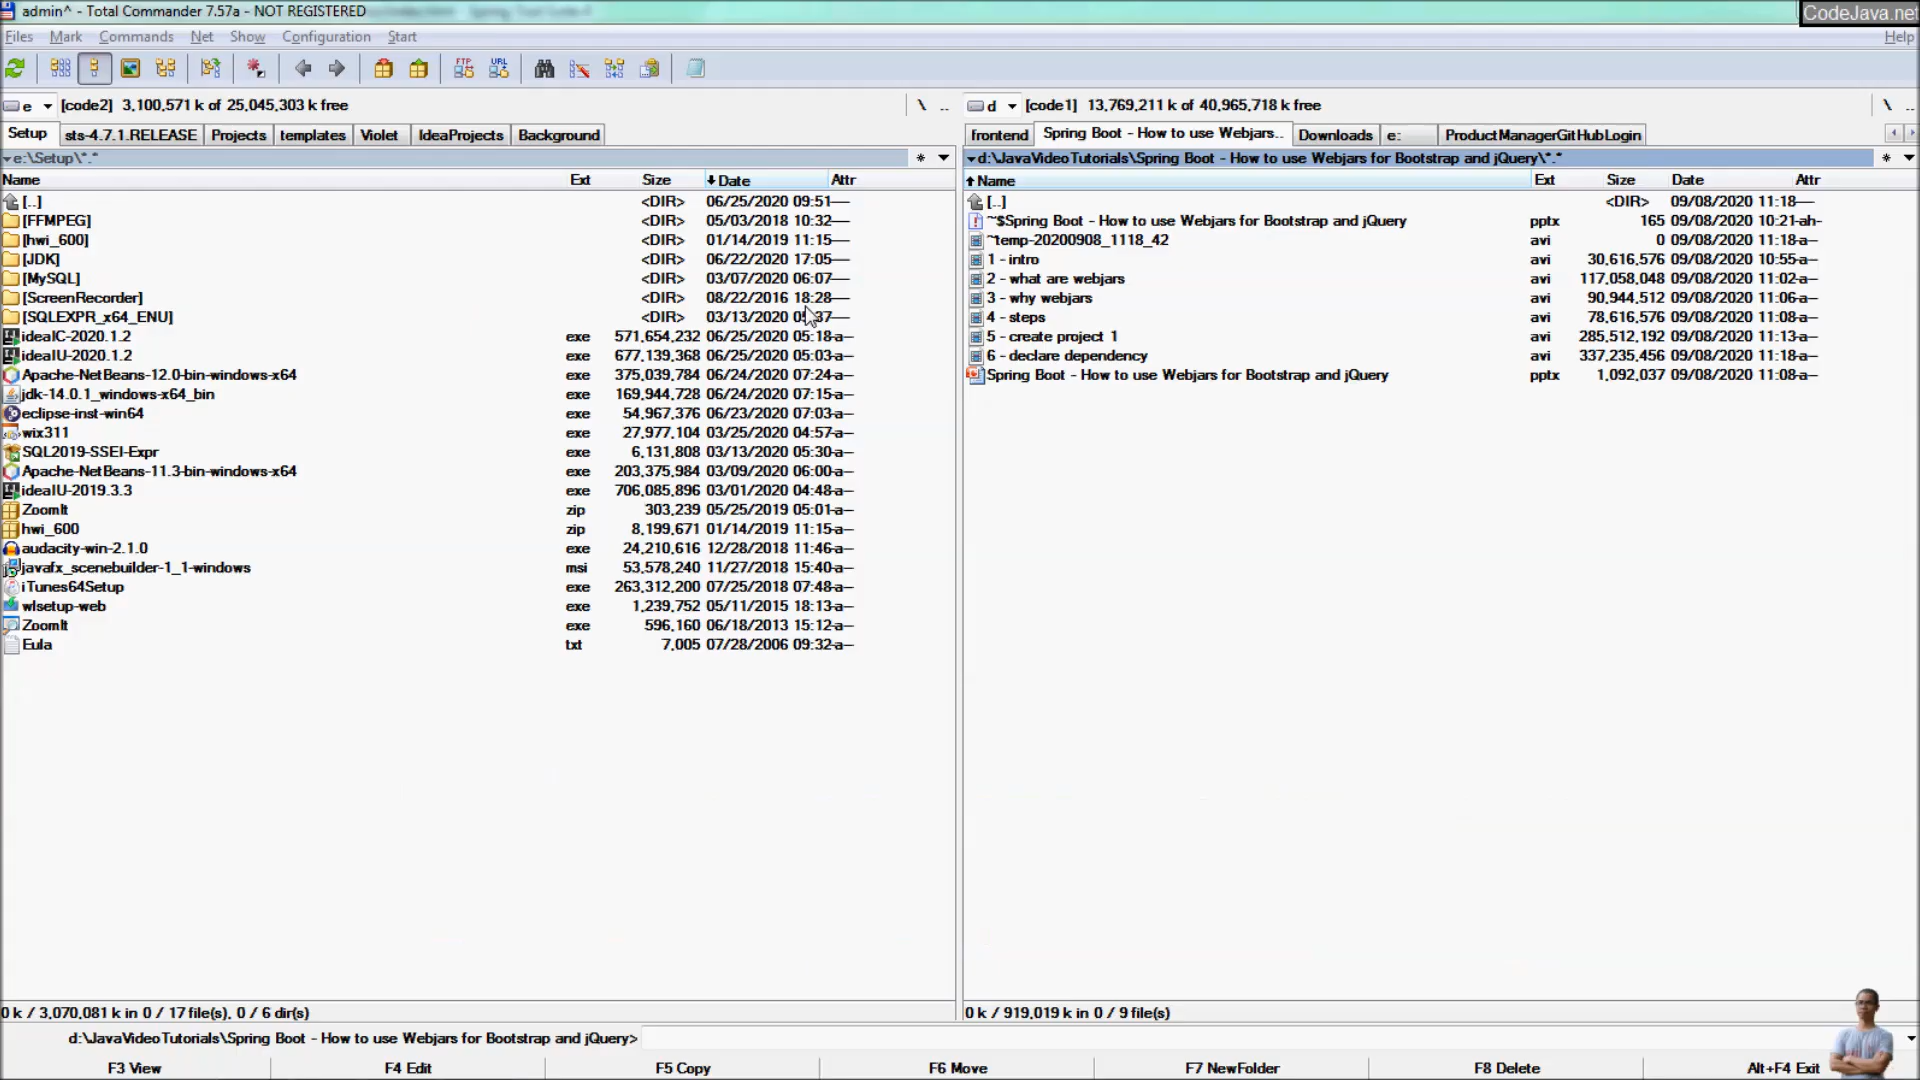 admin^ - Total Commander 7.57a - NOT REGISTERED
CodeJava.net
Files Mark Commands Net Show Configuration Start Help
FTP URL
e [code2] 3,100,571 k of 25,045,303 k free \ ..
d [code1] 13,769,211 k of 40,965,718 k free \ ..
Setup sts-4.7.1.RELEASE Projects templates Violet IdeaProjects Background
frontend Spring Boot - How to use Webjars.. Downloads e: ProductManagerGitHubLogin
e:\Setup\*.* *
d:\JavaVideoTutorials\Spring Boot - How to use Webjars for Bootstrap and jQuery\*.* *
Name Ext Size Date Attr
[..] <DIR> 06/25/2020 09:51 ----
[FFMPEG] <DIR> 05/03/2018 10:32 ----
[hwi_600] <DIR> 01/14/2019 11:15 ----
[JDK] <DIR> 06/22/2020 17:05 ----
[MySQL] <DIR> 03/07/2020 06:07 ----
[ScreenRecorder] <DIR> 08/22/2016 18:28 ----
[SQLEXPR_x64_ENU] <DIR> 03/13/2020 ----
ideaIC-2020.1.2 exe 571,654,232 06/25/2020 05:18 -a--
ideaIU-2020.1.2 exe 677,139,368 06/25/2020 05:03 -a--
Apache-NetBeans-12.0-bin-windows-x64 exe 375,039,784 06/24/2020 07:24 -a--
jdk-14.0.1_windows-x64_bin exe 169,944,728 06/24/2020 07:15 -a--
eclipse-inst-win64 exe 54,967,376 06/23/2020 07:03 -a--
wix311 exe 27,977,104 03/25/2020 04:57 -a--
SQL2019-SSEI-Expr exe 6,131,808 03/13/2020 05:30 -a--
Apache-NetBeans-11.3-bin-windows-x64 exe 203,375,984 03/09/2020 06:00 -a--
ideaIU-2019.3.3 exe 706,085,896 03/01/2020 04:48 -a--
ZoomIt zip 303,239 05/25/2019 05:01 -a--
hwi_600 zip 8,199,671 01/14/2019 11:15 -a--
audacity-win-2.1.0 exe 24,210,616 12/28/2018 11:46 -a--
javafx_scenebuilder-1_1-windows msi 53,578,240 11/27/2018 15:40 -a--
iTunes64Setup exe 263,312,200 07/25/2018 07:48 -a--
wlsetup-web exe 1,239,752 05/11/2015 18:13 -a--
ZoomIt exe 596,160 06/18/2013 15:12 -a--
Eula txt 7,005 07/28/2006 09:32 -a--
Name Ext Size Date Attr
[..] <DIR> 09/08/2020 11:18 ----
~$Spring Boot - How to use Webjars for Bootstrap and jQuery pptx 165 09/08/2020 10:21 -ah-
~temp-20200908_1118_42 avi 0 09/08/2020 11:18 -a--
1 - intro avi 30,616,576 09/08/2020 10:55 -a--
2 - what are webjars avi 117,058,048 09/08/2020 11:02 -a--
3 - why webjars avi 90,944,512 09/08/2020 11:06 -a--
4 - steps avi 78,616,576 09/08/2020 11:08 -a--
5 - create project 1 avi 285,512,192 09/08/2020 11:13 -a--
6 - declare dependency avi 337,235,456 09/08/2020 11:18 -a--
Spring Boot - How to use Webjars for Bootstrap and jQuery pptx 1,092,037 09/08/2020 11:08 -a--
0 k / 3,070,081 k in 0 / 17 file(s), 0 / 6 dir(s)
0 k / 919,019 k in 0 / 9 file(s)
d:\JavaVideoTutorials\Spring Boot - How to use Webjars for Bootstrap and jQuery>
F3 View F4 Edit F5 Copy F6 Move F7 NewFolder F8 Delete Alt+F4 Exit